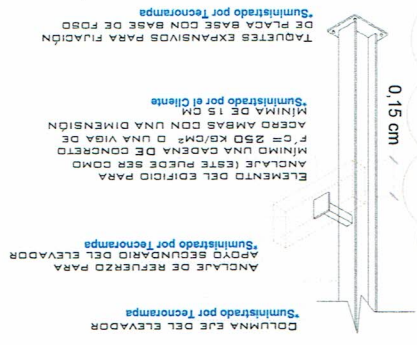 COLUMNA EJE DEL ELEVADOR
*Suministrado por Tecnorampa
ANCLAJE DE REFUERZO PARA
APOYO SECUNDARIO DEL ELEVADOR
*Suministrado por Tecnorampa
ELEMENTO DEL EDIFICIO PARA
ANCLAJE (ESTE PUEDE SER COMO
MÍNIMO UNA CADENA DE CONCRETO
F´C= 250 KG/CM² O UNA VIGA DE
ACERO AMBAS CON UNA DIMENSIÓN
MÍNIMA DE 15 CM
*Suministrado por el Cliente
TAQUETES EXPANSIVOS PARA FIJACIÓN
DE PLACA BASE CON BASE DE FOSO
*Suministrado por Tecnorampa
0,15 cm